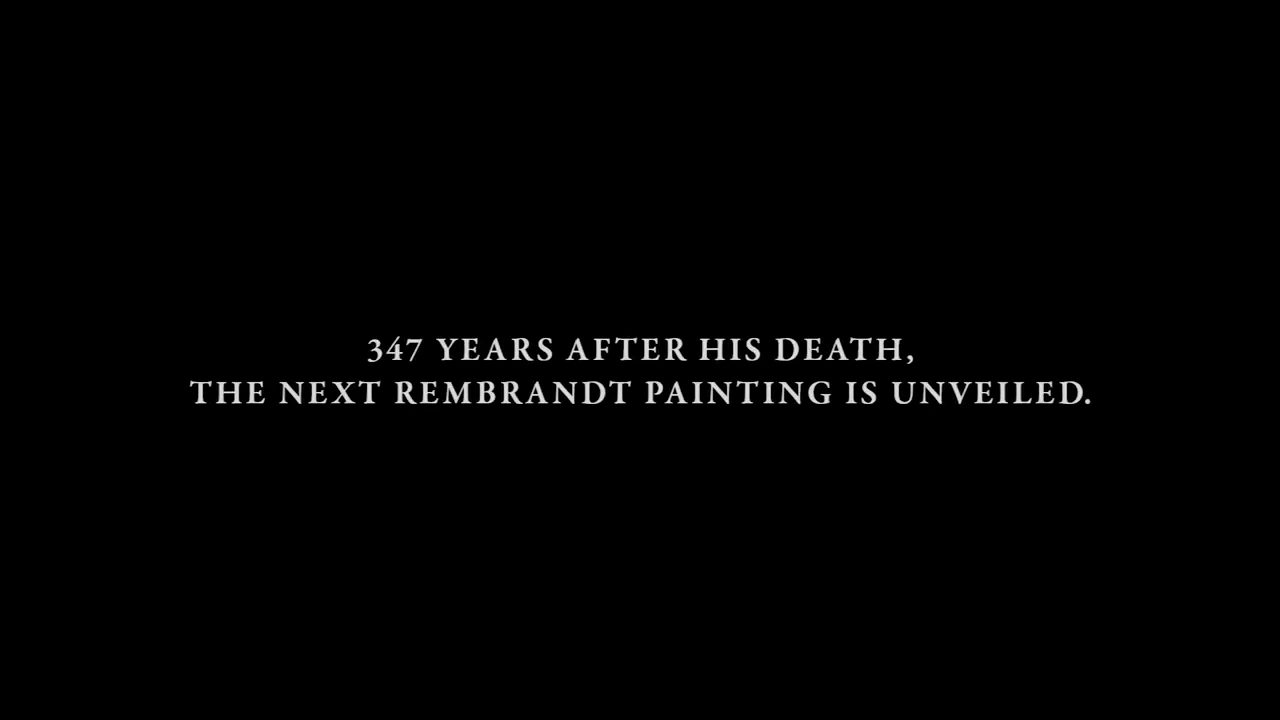 347 YEARS AFTER HIS DEATH,
THE NEXT REMBRANDT PAINTING IS UNVEILED.